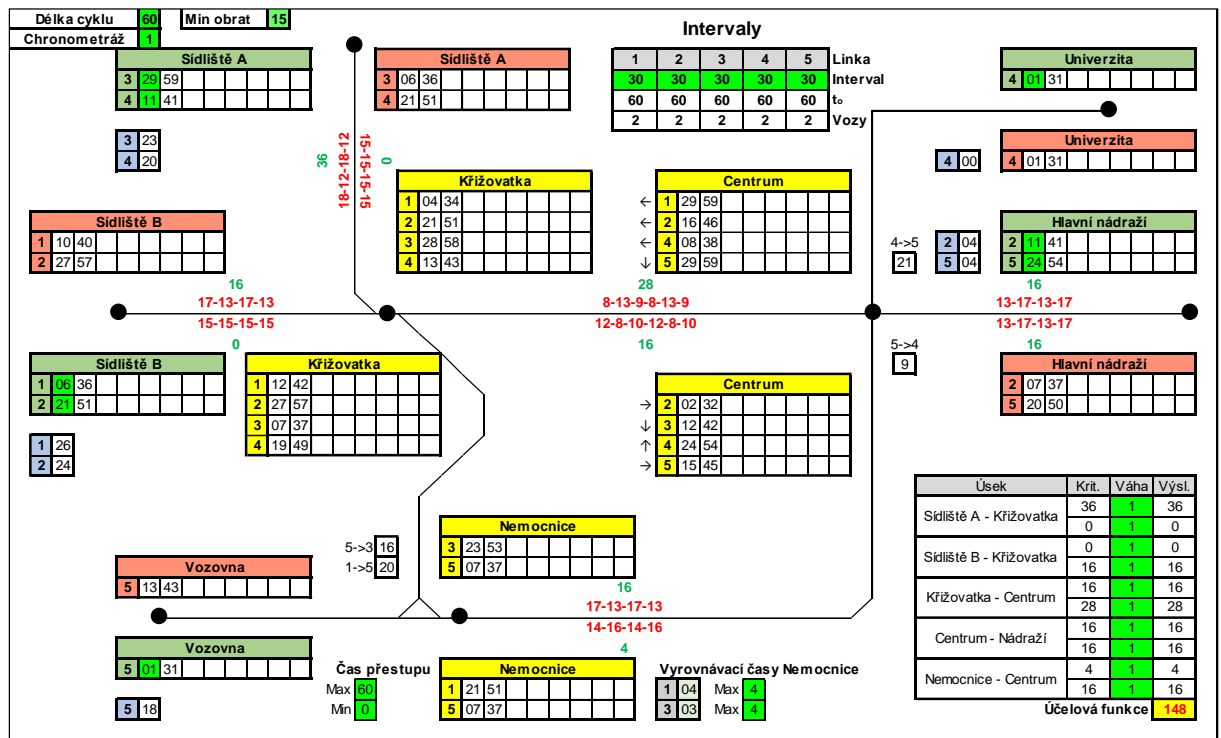 Délka cyklu 60 Min obrat 15
Chronometráž 1
Intervaly
1 2 3 4 5 Linka
30 30 30 30 30 Interval
60 60 60 60 60 tₒ
2 2 2 2 2 Vozy
Sídliště A
3 29 59
4 11 41
3 23
4 20
Sídliště A
3 06 36
4 21 51
36
18-12-18-12
15-15-15-15
0
Univerzita
4 01 31
Univerzita
4 01 31
4 00
Křižovatka
1 04 34
2 21 51
3 28 58
4 13 43
Centrum
← 1 29 59
← 2 16 46
← 4 08 38
↓ 5 29 59
Sídliště B
1 10 40
2 27 57
4->5
21
2 04
5 04
Hlavní nádraží
2 11 41
5 24 54
16
17-13-17-13
15-15-15-15
0
28
8-13-9-8-13-9
12-8-10-12-8-10
16
16
13-17-13-17
13-17-13-17
16
Sídliště B
1 06 36
2 21 51
1 26
2 24
Křižovatka
1 12 42
2 27 57
3 07 37
4 19 49
Centrum
→ 2 02 32
↓ 3 12 42
↑ 4 24 54
→ 5 15 45
5->4
9
Hlavní nádraží
2 07 37
5 20 50
Úsek Krit. Váha Výsl.
Sídliště A - Křižovatka 36 1 36
0 1 0
Sídliště B - Křižovatka 0 1 0
16 1 16
Křižovatka - Centrum 16 1 16
28 1 28
Centrum - Nádraží 16 1 16
16 1 16
Nemocnice - Centrum 4 1 4
16 1 16
Účelová funkce 148
5->3 16
1->5 20
Nemocnice
3 23 53
5 07 37
Vozovna
5 13 43
16
17-13-17-13
14-16-14-16
4
Vozovna
5 01 31
5 18
Čas přestupu
Max 60
Min 0
Nemocnice
1 21 51
5 07 37
Vyrovnávací časy Nemocnice
1 04 Max 4
3 03 Max 4